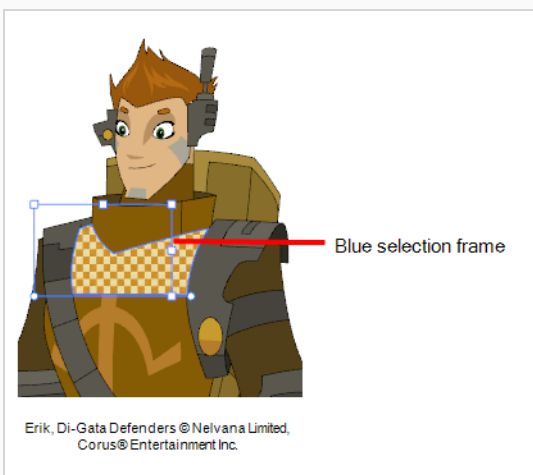 Blue selection frame
Erik, Di-Gata Defenders © Nelvana Limited,
Corus® Entertainment Inc.